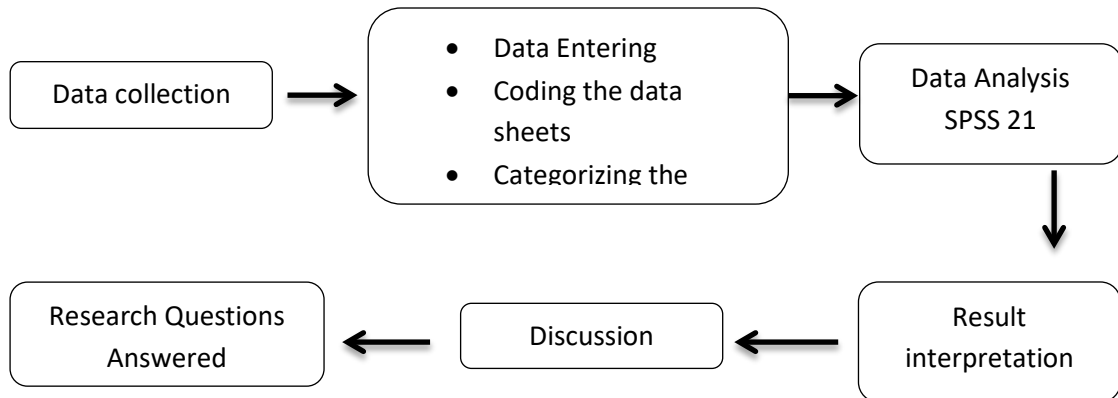 Data collection
• Data Entering
• Coding the data
sheets
• Categorizing the
Data Analysis
SPSS 21
Result
interpretation
Discussion
Research Questions
Answered